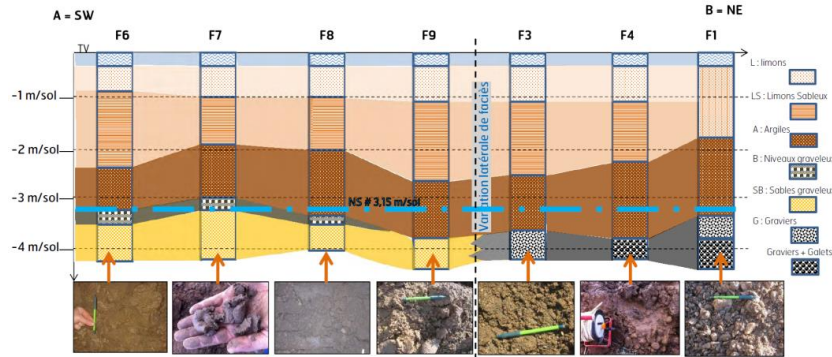 A = SW
B = NE
F6 F7 F8 F9 F3 F4 F1
TV
-1 m/sol
-2 m/sol
-3 m/sol
-4 m/sol
NS # 3,15 m/sol
Variation latérale de faciès
L : limons
LS : Limons Sableux
A : Argiles
B : Niveaux graveleux
SB : Sables graveleux
G : Graviers
Graviers + Galets